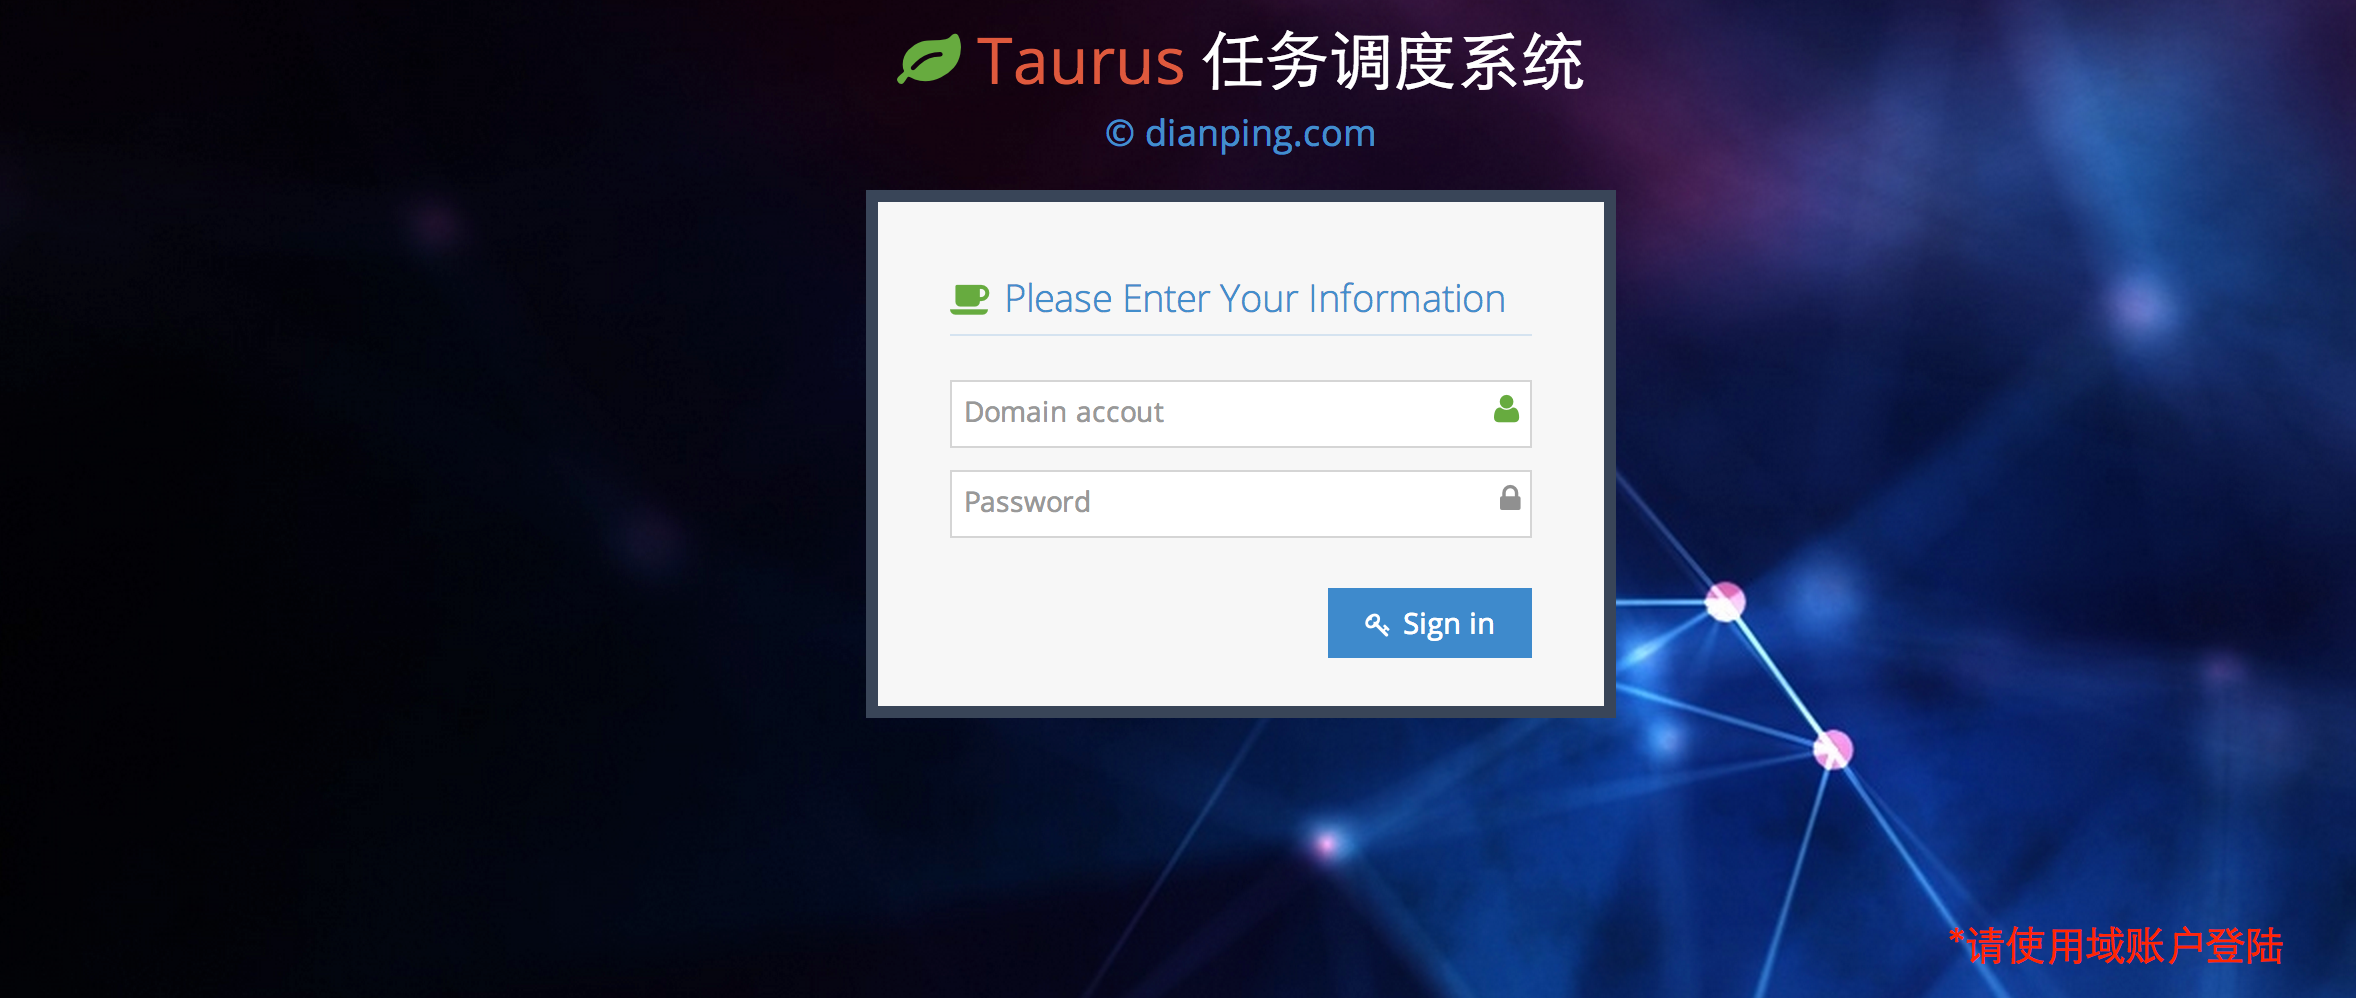 Taurus 任务调度系统
© dianping.com
Please Enter Your Information
Domain accout
Password
Sign in
*请使用域账户登陆